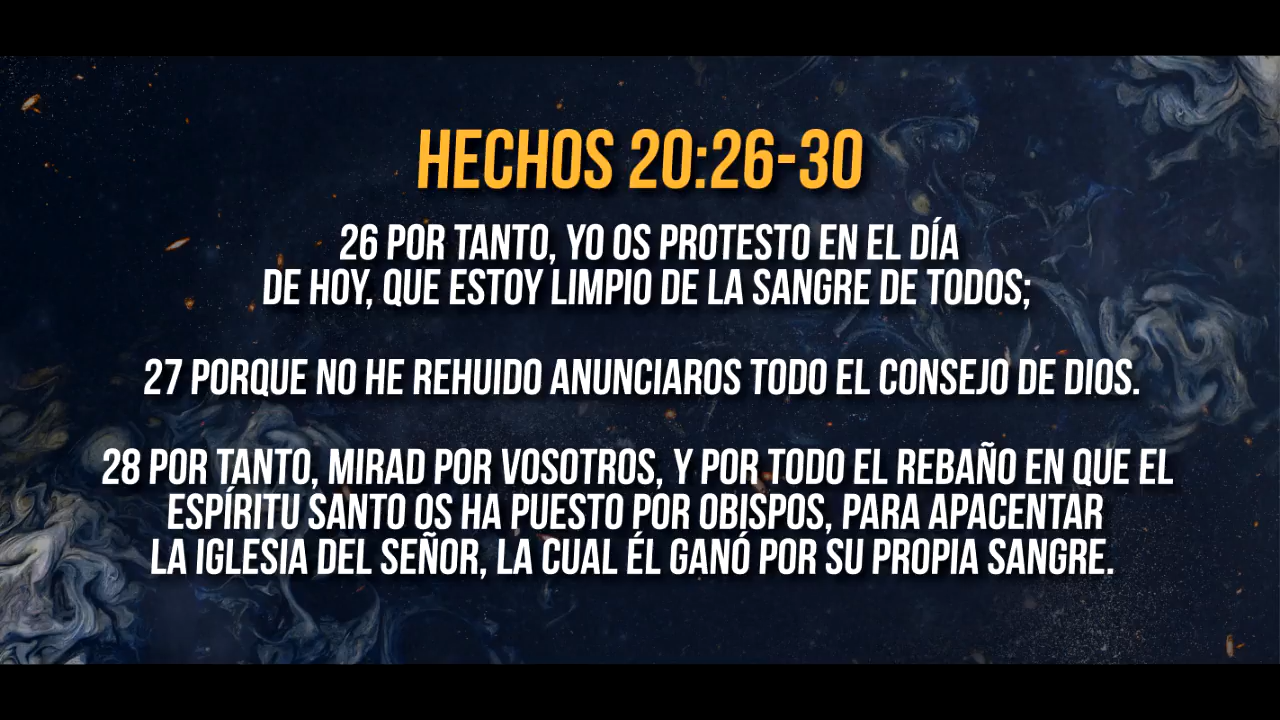 HECHOS 20:26-30
26 POR TANTO, YO OS PROTESTO EN EL DÍA
DE HOY, QUE ESTOY LIMPIO DE LA SANGRE DE TODOS;
27 PORQUE NO HE REHUIDO ANUNCIAROS TODO EL CONSEJO DE DIOS.
28 POR TANTO, MIRAD POR VOSOTROS, Y POR TODO EL REBAÑO EN QUE EL
ESPÍRITU SANTO OS HA PUESTO POR OBISPOS, PARA APACENTAR
LA IGLESIA DEL SEÑOR, LA CUAL ÉL GANÓ POR SU PROPIA SANGRE.